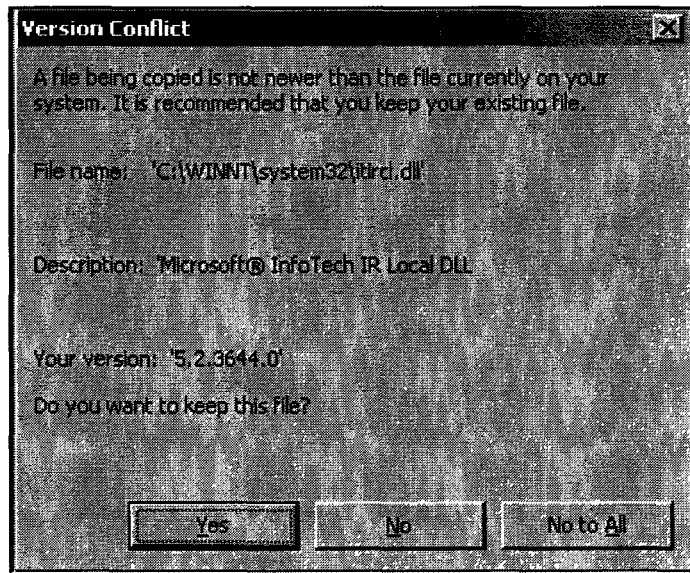 Version Conflict
A file being copied is not newer than the file currently on your
system. It is recommended that you keep your existing file.
File name: 'C:\WINNT\system32\itircl.dll'
Description: 'Microsoft® InfoTech IR Local DLL
Your version: '5.2.3644.0'
Do you want to keep this file?
Yes No No to All